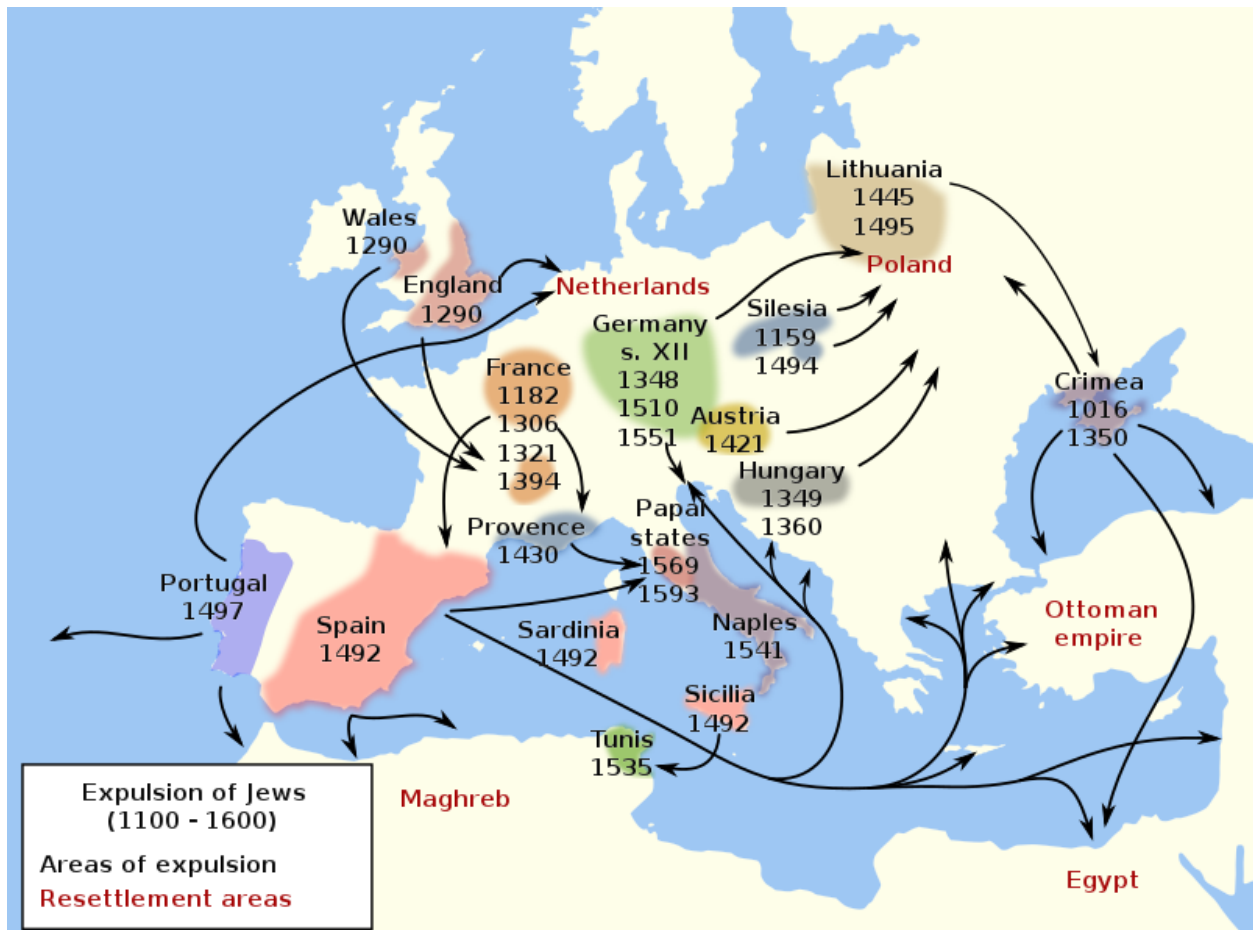 Lithuania
1445
1495
Wales
1290
Poland
England
1290
Netherlands
Silesia
1159
1494
Germany
s. XII
1348
1510
1551
France
1182
1306
1321
1394
Austria
1421
Crimea
1016
1350
Hungary
1349
1360
Papal
states
1569
1593
Provence
1430
Portugal
1497
Spain
1492
Sardinia
1492
Naples
1541
Ottoman
empire
Sicilia
1492
Tunis
1535
Maghreb
Egypt
Expulsion of Jews
(1100 - 1600)
Areas of expulsion
Resettlement areas